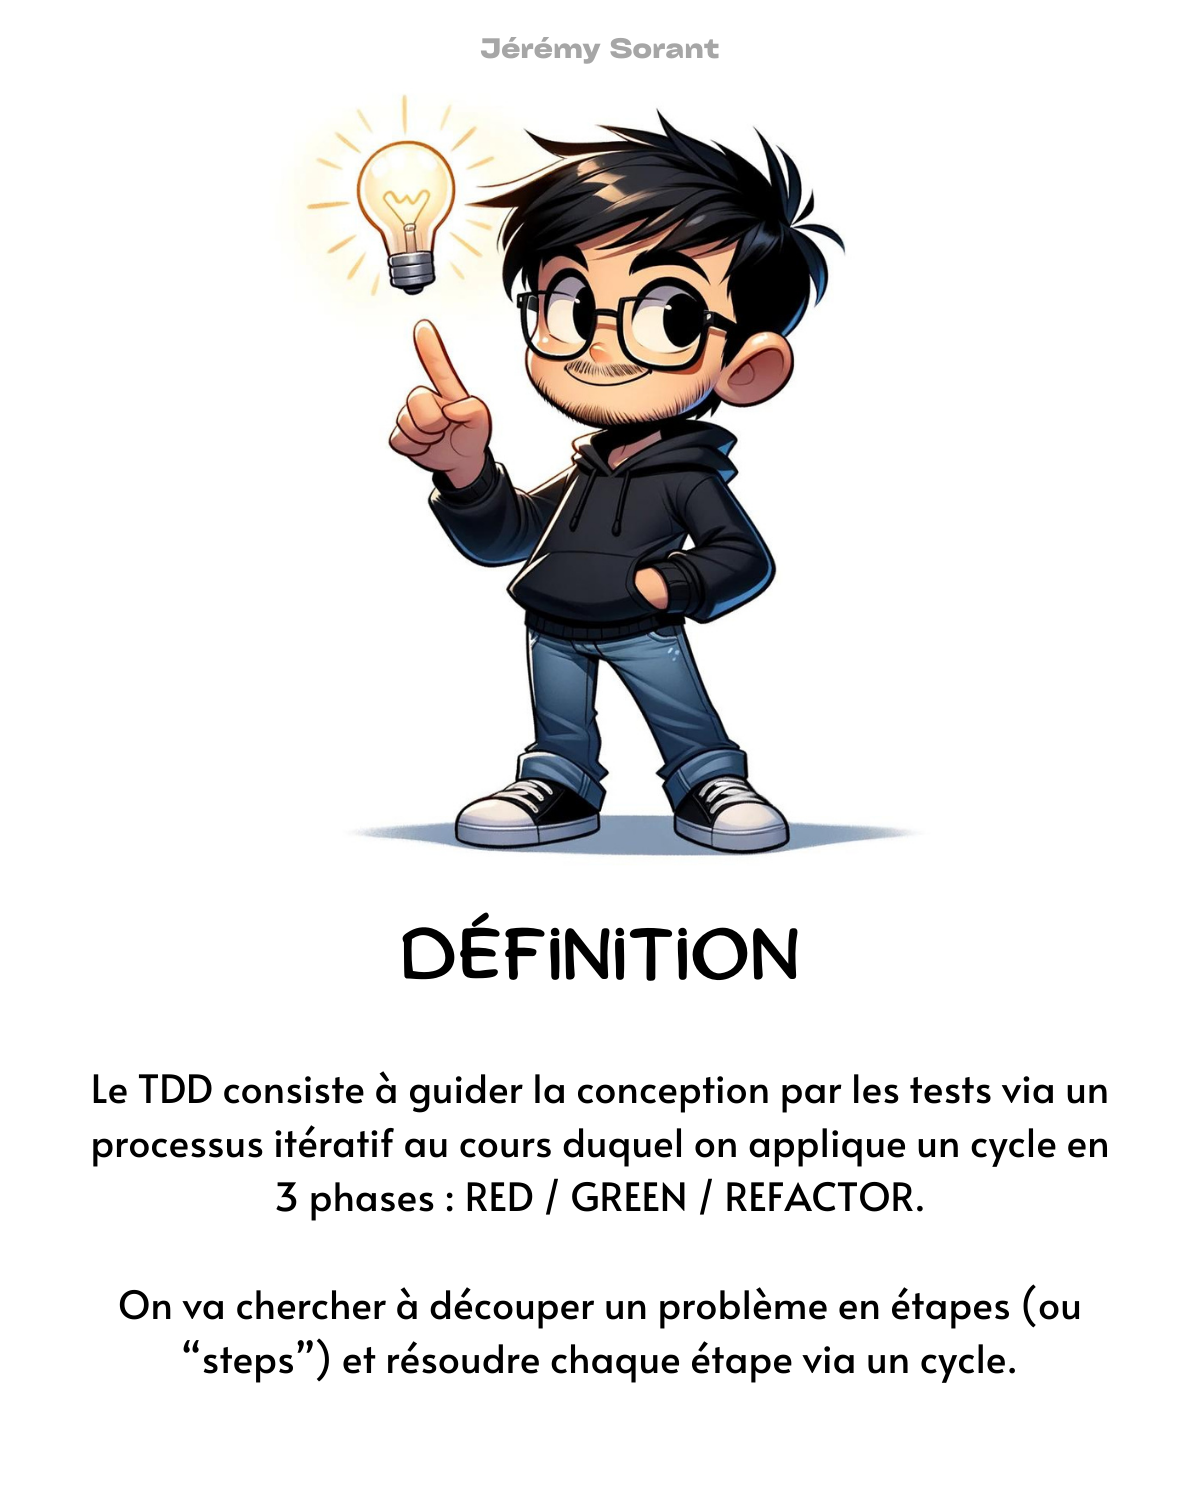 Jérémy Sorant
DÉFiNiTiON
Le TDD consiste à guider la conception par les tests via un
processus itératif au cours duquel on applique un cycle en
3 phases : RED / GREEN / REFACTOR.
On va chercher à découper un problème en étapes (ou
“steps”) et résoudre chaque étape via un cycle.